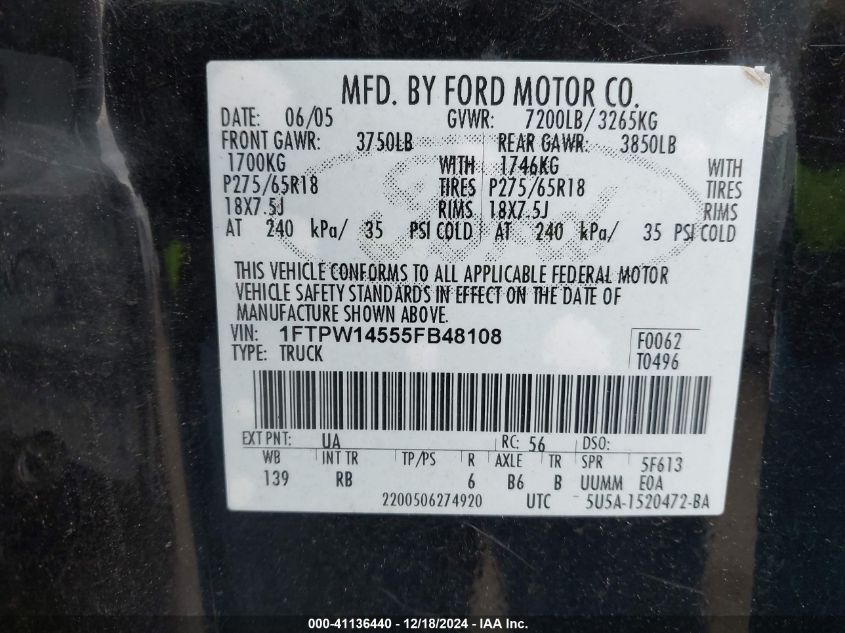 MFD. BY FORD MOTOR CO.
DATE: 06/05 GVWR: 7200LB/3265KG
FRONT GAWR: 3750LB REAR GAWR: 3850LB
1700KG WITH 1746KG WITH
P275/65R18 TIRES P275/65R18 TIRES
18X7.5J RIMS 18X7.5J RIMS
AT 240 kPa/ 35 PSI COLD AT 240 kPa/ 35 PSI COLD
THIS VEHICLE CONFORMS TO ALL APPLICABLE FEDERAL MOTOR
VEHICLE SAFETY STANDARDS IN EFFECT ON THE DATE OF
MANUFACTURE SHOWN ABOVE.
VIN: 1FTPW14555FB48108 F0062
TYPE: TRUCK T0496
EXT PNT: UA RC: 56 DSO:
WB INT TR TP/PS R AXLE TR SPR 5F613
139 RB 6 B6 B UUMM E0A
2200506274920 UTC 5U5A-1520472-BA
000-41136440 - 12/18/2024 - IAA Inc.